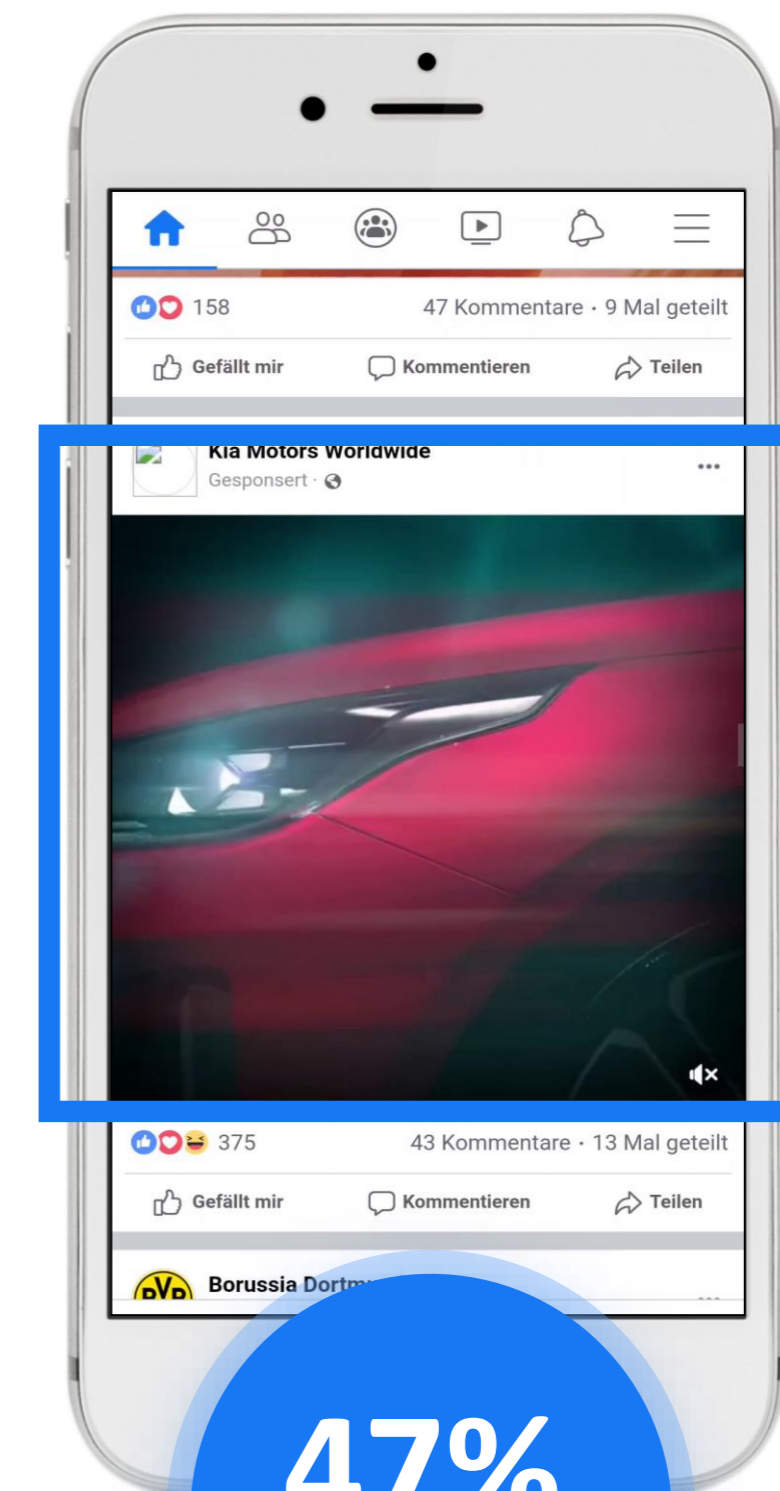 158 47 Kommentare · 9 Mal geteilt
Gefällt mir Kommentieren Teilen
Kia Motors Worldwide
Gesponsert ·
375 43 Kommentare · 13 Mal geteilt
Gefällt mir Kommentieren Teilen
BVB Borussia
47%